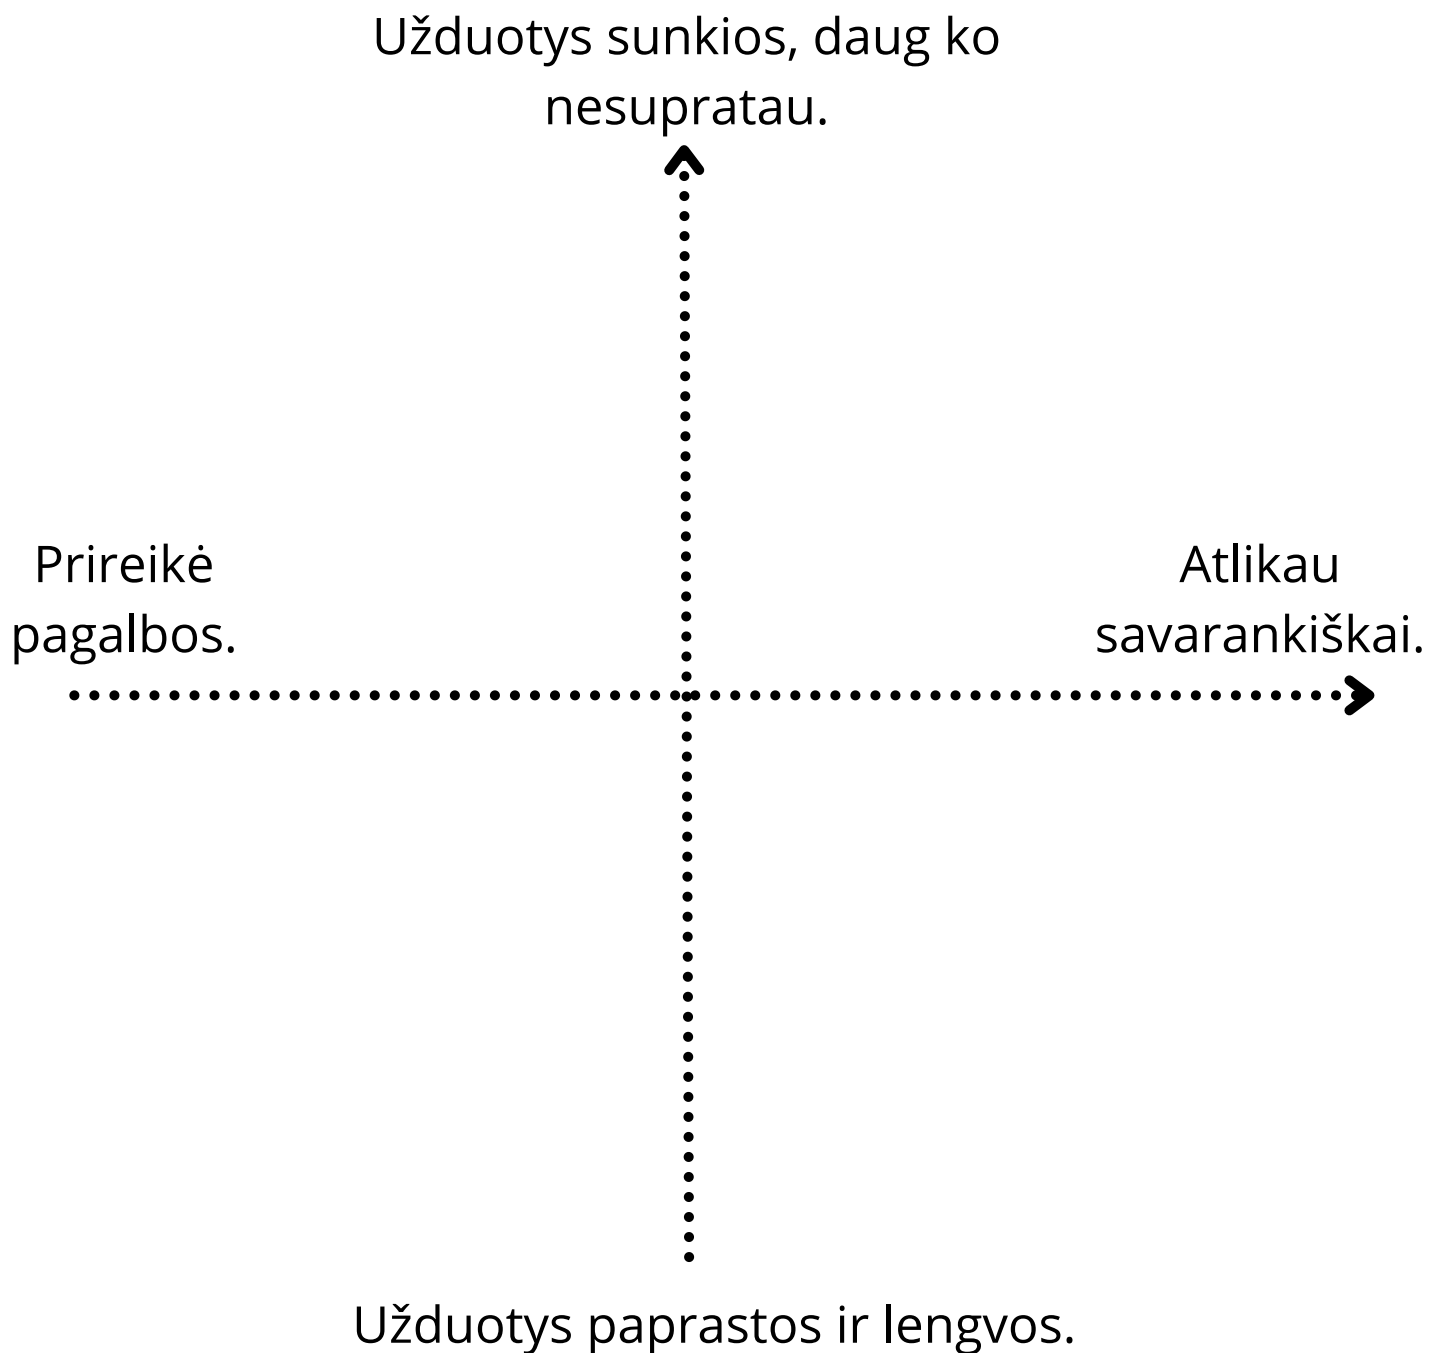 Užduotys sunkios, daug ko
nesupratau.
Prireikė
pagalbos.
Atlikau
savarankiškai.
Užduotys paprastos ir lengvos.